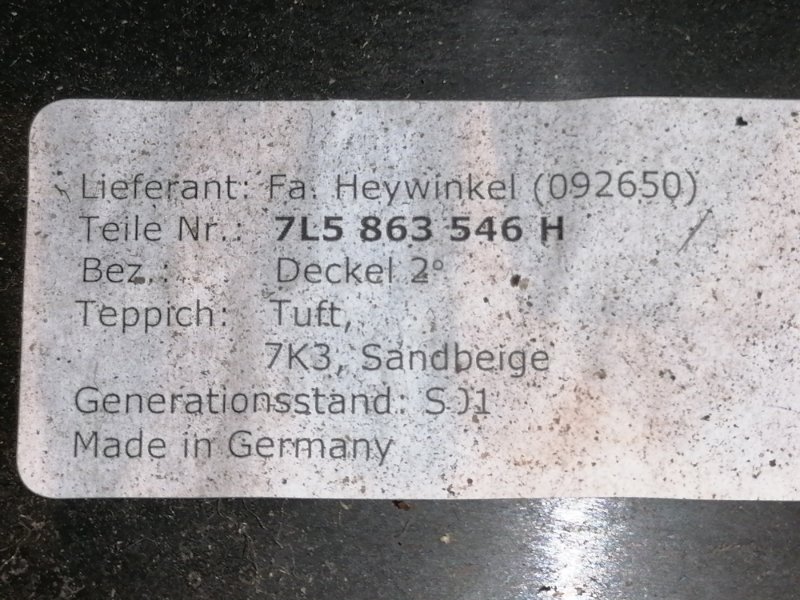 Lieferant: Fa. Heywinkel (092650)
Teile Nr.: 7L5 863 546 H
Bez.: Deckel 2°
Teppich: Tuft,
7K3, Sandbeige
Generationsstand: S01
Made in Germany